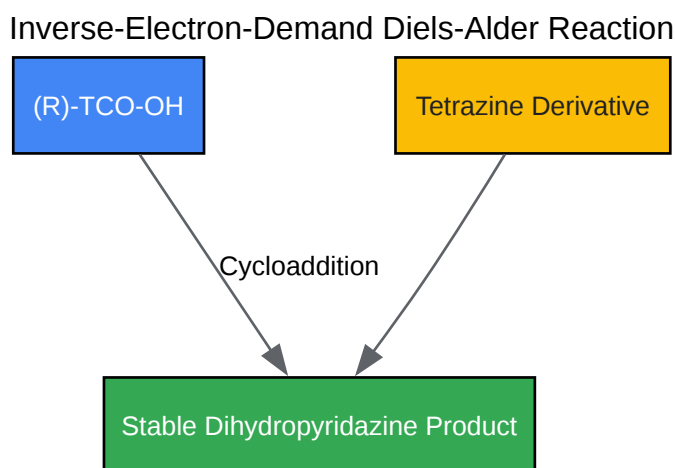 Inverse-Electron-Demand Diels-Alder Reaction
(R)-TCO-OH
Tetrazine Derivative
Cycloaddition
Stable Dihydropyridazine Product